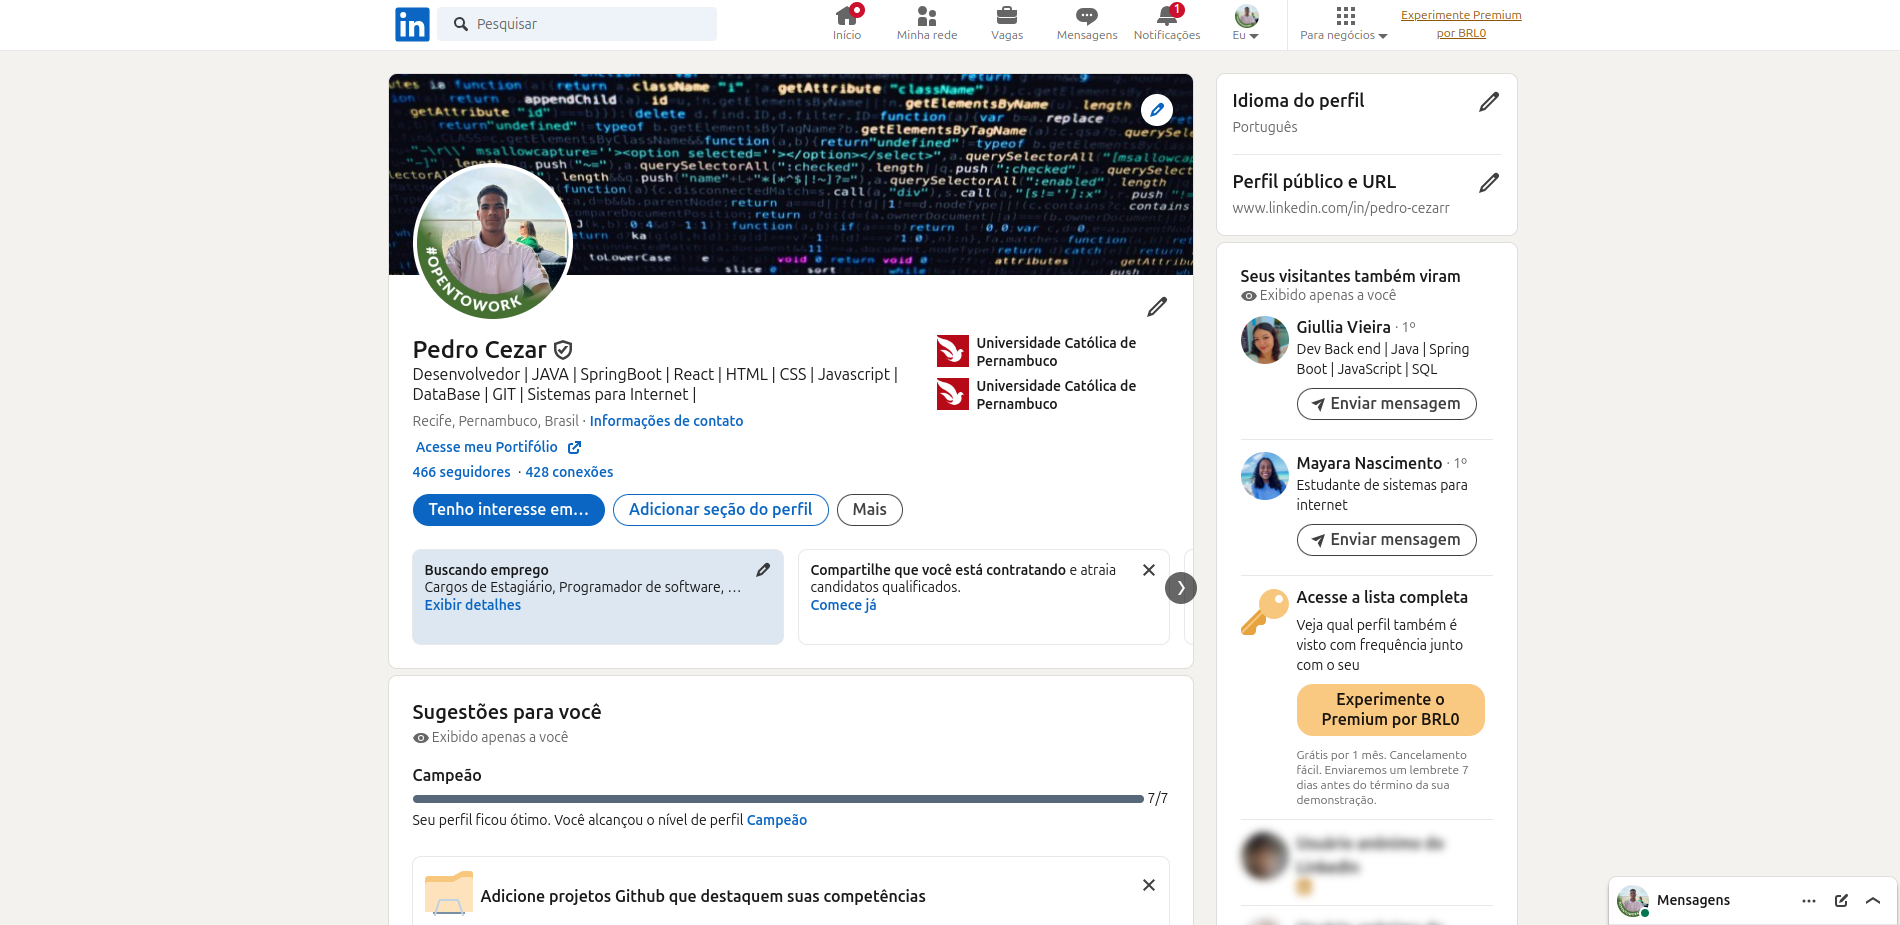 in
Pesquisar
Início
Minha rede
Vagas
Mensagens
1
Notificações
Eu
Para negócios
Experimente Premium
por BRL0
#OPENTOWORK
Pedro Cezar
Desenvolvedor | JAVA | SpringBoot | React | HTML | CSS | Javascript |
DataBase | GIT | Sistemas para Internet |
Recife, Pernambuco, Brasil · Informações de contato
Acesse meu Portifólio
466 seguidores · 428 conexões
Universidade Católica de
Pernambuco
Universidade Católica de
Pernambuco
Tenho interesse em…
Adicionar seção do perfil
Mais
Buscando emprego
Cargos de Estagiário, Programador de software, …
Exibir detalhes
Compartilhe que você está contratando e atraia
candidatos qualificados.
Comece já
Sugestões para você
Exibido apenas a você
Campeão
7/7
Seu perfil ficou ótimo. Você alcançou o nível de perfil Campeão
Adicione projetos Github que destaquem suas competências
Idioma do perfil
Português
Perfil público e URL
www.linkedin.com/in/pedro-cezarr
Seus visitantes também viram
Exibido apenas a você
Giullia Vieira · 1º
Dev Back end | Java | Spring
Boot | JavaScript | SQL
Enviar mensagem
Mayara Nascimento · 1º
Estudante de sistemas para
internet
Enviar mensagem
Acesse a lista completa
Veja qual perfil também é
visto com frequência junto
com o seu
Experimente o
Premium por BRL0
Grátis por 1 mês. Cancelamento
fácil. Enviaremos um lembrete 7
dias antes do término da sua
demonstração.
Mensagens